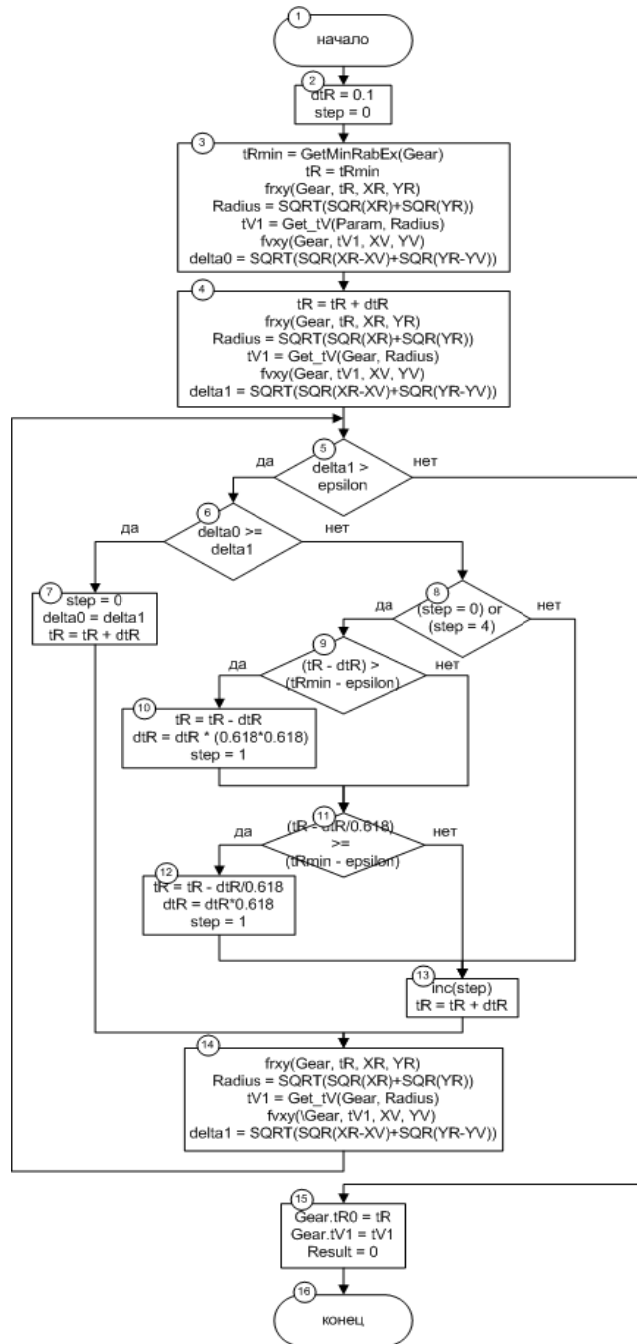 1
начало
2
dtR = 0.1
step = 0
3
tRmin = GetMinRabEx(Gear)
tR = tRmin
frxy(Gear, tR, XR, YR)
Radius = SQRT(SQR(XR)+SQR(YR))
tV1 = Get_tV(Param, Radius)
fvxy(Gear, tV1, XV, YV)
delta0 = SQRT(SQR(XR-XV)+SQR(YR-YV))
4
tR = tR + dtR
frxy(Gear, tR, XR, YR)
Radius = SQRT(SQR(XR)+SQR(YR))
tV1 = Get_tV(Gear, Radius)
fvxy(Gear, tV1, XV, YV)
delta1 = SQRT(SQR(XR-XV)+SQR(YR-YV))
5
да
нет
delta1 >
epsilon
6
да
нет
delta0 >=
delta1
7
step = 0
delta0 = delta1
tR = tR + dtR
8
да
нет
(step = 0) or
(step = 4)
9
да
нет
(tR - dtR) >
(tRmin - epsilon)
10
tR = tR - dtR
dtR = dtR * (0.618*0.618)
step = 1
11
да
нет
(tR - dtR/0.618)
>=
(tRmin - epsilon)
12
tR = tR - dtR/0.618
dtR = dtR*0.618
step = 1
13
inc(step)
tR = tR + dtR
14
frxy(Gear, tR, XR, YR)
Radius = SQRT(SQR(XR)+SQR(YR))
tV1 = Get_tV(Gear, Radius)
fvxy(\Gear, tV1, XV, YV)
delta1 = SQRT(SQR(XR-XV)+SQR(YR-YV))
15
Gear.tR0 = tR
Gear.tV1 = tV1
Result = 0
16
конец